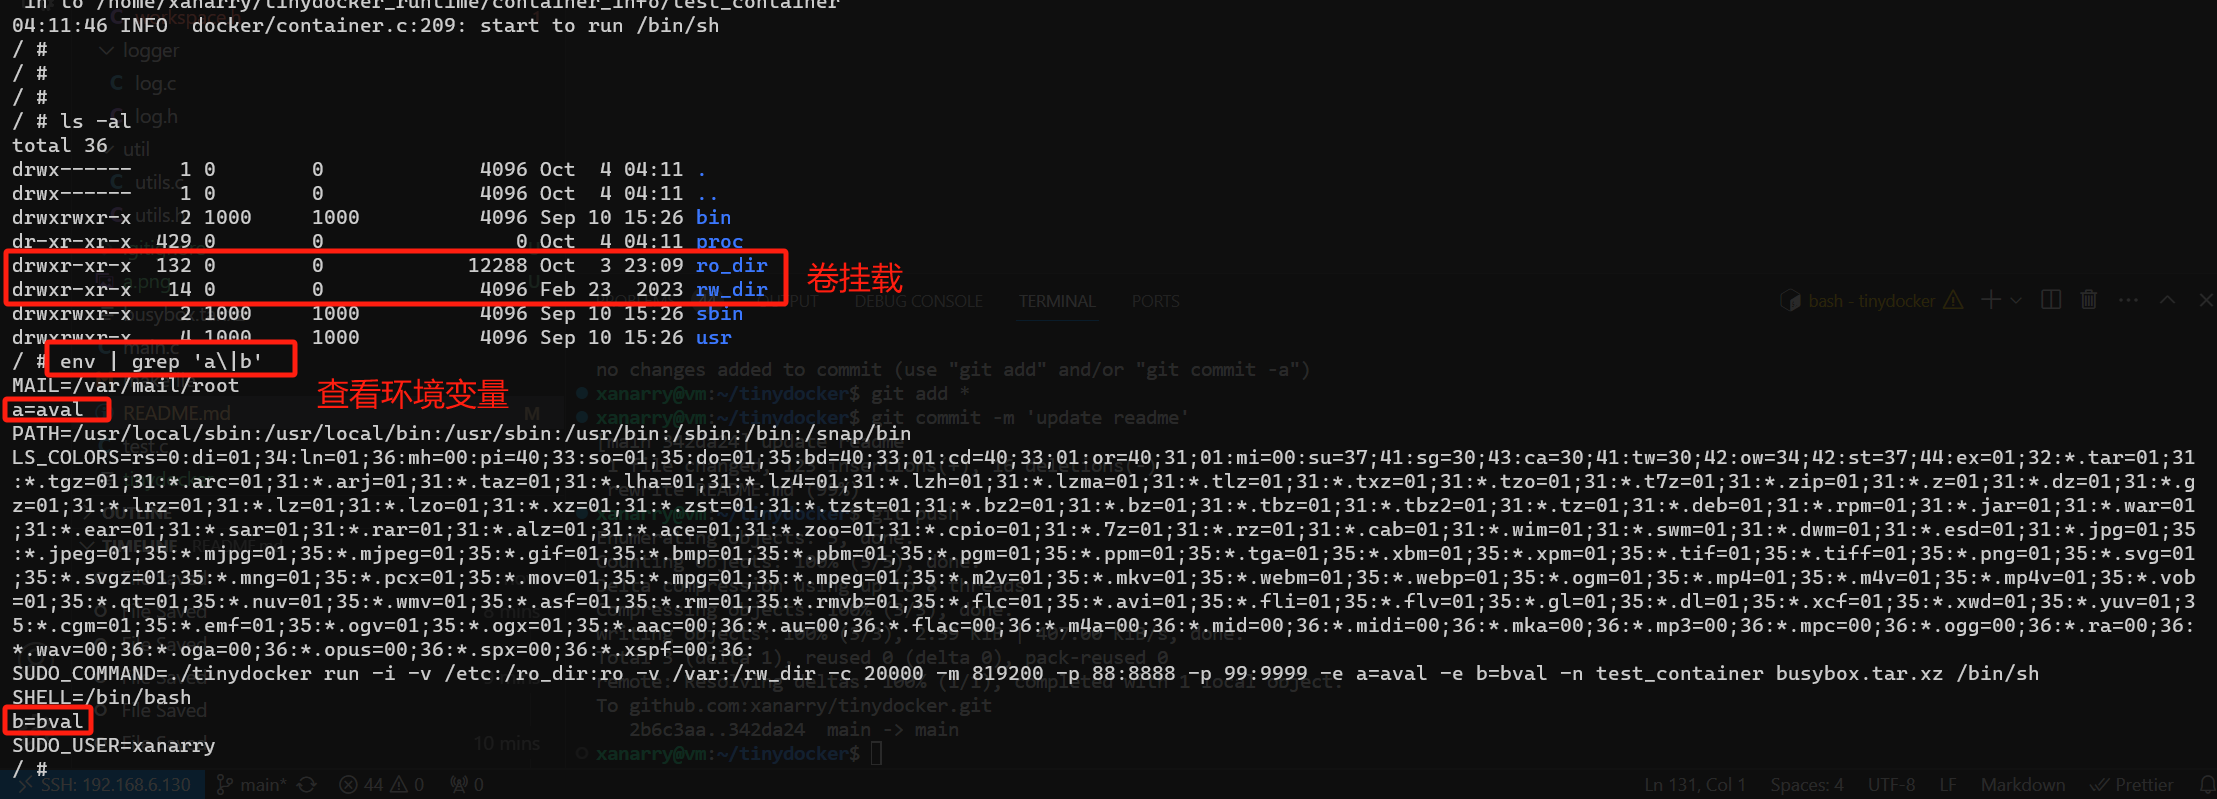 in to /home/xanarry/tinydocker_runtime/container_info/test_container
04:11:46 INFO  docker/container.c:209: start to run /bin/sh
/ #
/ #
/ #
/ # ls -al
total 36
drwx------    1 0        0             4096 Oct  4 04:11 .
drwx------    1 0        0             4096 Oct  4 04:11 ..
drwxrwxr-x    2 1000     1000          4096 Sep 10 15:26 bin
dr-xr-xr-x  429 0        0                0 Oct  4 04:11 proc
drwxr-xr-x  132 0        0            12288 Oct  3 23:09 ro_dir
drwxr-xr-x   14 0        0             4096 Feb 23  2023 rw_dir
卷挂载
drwxrwxr-x    2 1000     1000          4096 Sep 10 15:26 sbin
drwxrwxr-x    4 1000     1000          4096 Sep 10 15:26 usr
/ # env | grep 'a\|b'
查看环境变量
MAIL=/var/mail/root
a=aval
PATH=/usr/local/sbin:/usr/local/bin:/usr/sbin:/usr/bin:/sbin:/bin:/snap/bin
LS_COLORS=rs=0:di=01;34:ln=01;36:mh=00:pi=40;33:so=01;35:do=01;35:bd=40;33;01:cd=40;33;01:or=40;31;01:mi=00:su=37;41:sg=30;43:ca=30;41:tw=30;42:ow=34;42:st=37;44:ex=01;32:*.tar=01;31
:*.tgz=01;31:*.arc=01;31:*.arj=01;31:*.taz=01;31:*.lha=01;31:*.lz4=01;31:*.lzh=01;31:*.lzma=01;31:*.tlz=01;31:*.txz=01;31:*.tzo=01;31:*.t7z=01;31:*.zip=01;31:*.z=01;31:*.dz=01;31:*.g
z=01;31:*.lrz=01;31:*.lz=01;31:*.lzo=01;31:*.xz=01;31:*.zst=01;31:*.tzst=01;31:*.bz2=01;31:*.bz=01;31:*.tbz=01;31:*.tbz2=01;31:*.tz=01;31:*.deb=01;31:*.rpm=01;31:*.jar=01;31:*.war=01
;31:*.ear=01;31:*.sar=01;31:*.rar=01;31:*.alz=01;31:*.ace=01;31:*.zoo=01;31:*.cpio=01;31:*.7z=01;31:*.rz=01;31:*.cab=01;31:*.wim=01;31:*.swm=01;31:*.dwm=01;31:*.esd=01;31:*.jpg=01;35
:*.jpeg=01;35:*.mjpg=01;35:*.mjpeg=01;35:*.gif=01;35:*.bmp=01;35:*.pbm=01;35:*.pgm=01;35:*.ppm=01;35:*.tga=01;35:*.xbm=01;35:*.xpm=01;35:*.tif=01;35:*.tiff=01;35:*.png=01;35:*.svg=01
;35:*.svgz=01;35:*.mng=01;35:*.pcx=01;35:*.mov=01;35:*.mpg=01;35:*.mpeg=01;35:*.m2v=01;35:*.mkv=01;35:*.webm=01;35:*.webp=01;35:*.ogm=01;35:*.mp4=01;35:*.m4v=01;35:*.mp4v=01;35:*.vob
=01;35:*.qt=01;35:*.nuv=01;35:*.wmv=01;35:*.asf=01;35:*.rm=01;35:*.rmvb=01;35:*.flc=01;35:*.avi=01;35:*.fli=01;35:*.flv=01;35:*.gl=01;35:*.dl=01;35:*.xcf=01;35:*.xwd=01;35:*.yuv=01;3
5:*.cgm=01;35:*.emf=01;35:*.ogv=01;35:*.ogx=01;35:*.aac=00;36:*.au=00;36:*.flac=00;36:*.m4a=00;36:*.mid=00;36:*.midi=00;36:*.mka=00;36:*.mp3=00;36:*.mpc=00;36:*.ogg=00;36:*.ra=00;36:
*.wav=00;36:*.oga=00;36:*.opus=00;36:*.spx=00;36:*.xspf=00;36:
SUDO_COMMAND=./tinydocker run -i -v /etc:/ro_dir:ro -v /var:/rw_dir -c 20000 -m 819200 -p 88:8888 -p 99:9999 -e a=aval -e b=bval -n test_container busybox.tar.xz /bin/sh
SHELL=/bin/bash
b=bval
SUDO_USER=xanarry
/ #
logger
log.c
log.h
util
utils.c
a.png
main.c
README.md
M
OUTPUT
DEBUG CONSOLE
TERMINAL
PORTS
bash - tinydocker
no changes added to commit (use "git add" and/or "git commit -a")
xanarry@vm:~/tinydocker$ git add *
xanarry@vm:~/tinydocker$ git commit -m 'update readme'
To github.com:xanarry/tinydocker.git
2b6c3aa..342da24  main -> main
xanarry@vm:~/tinydocker$
File Saved
10 mins
SSH: 192.168.6.130
main*
44
0
0
Ln 131, Col 1
Spaces: 4
UTF-8
LF
Markdown
Prettier